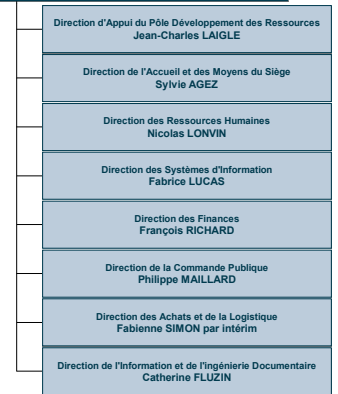 Direction d'Appui du Pôle Développement des Ressources
Jean-Charles LAIGLE
Direction de l'Accueil et des Moyens du Siège
Sylvie AGEZ
Direction des Ressources Humaines
Nicolas LONVIN
Direction des Systèmes d'Information
Fabrice LUCAS
Direction des Finances
François RICHARD
Direction de la Commande Publique
Philippe MAILLARD
Direction des Achats et de la Logistique
Fabienne SIMON par intérim
Direction de l'Information et de l'ingénierie Documentaire
Catherine FLUZIN